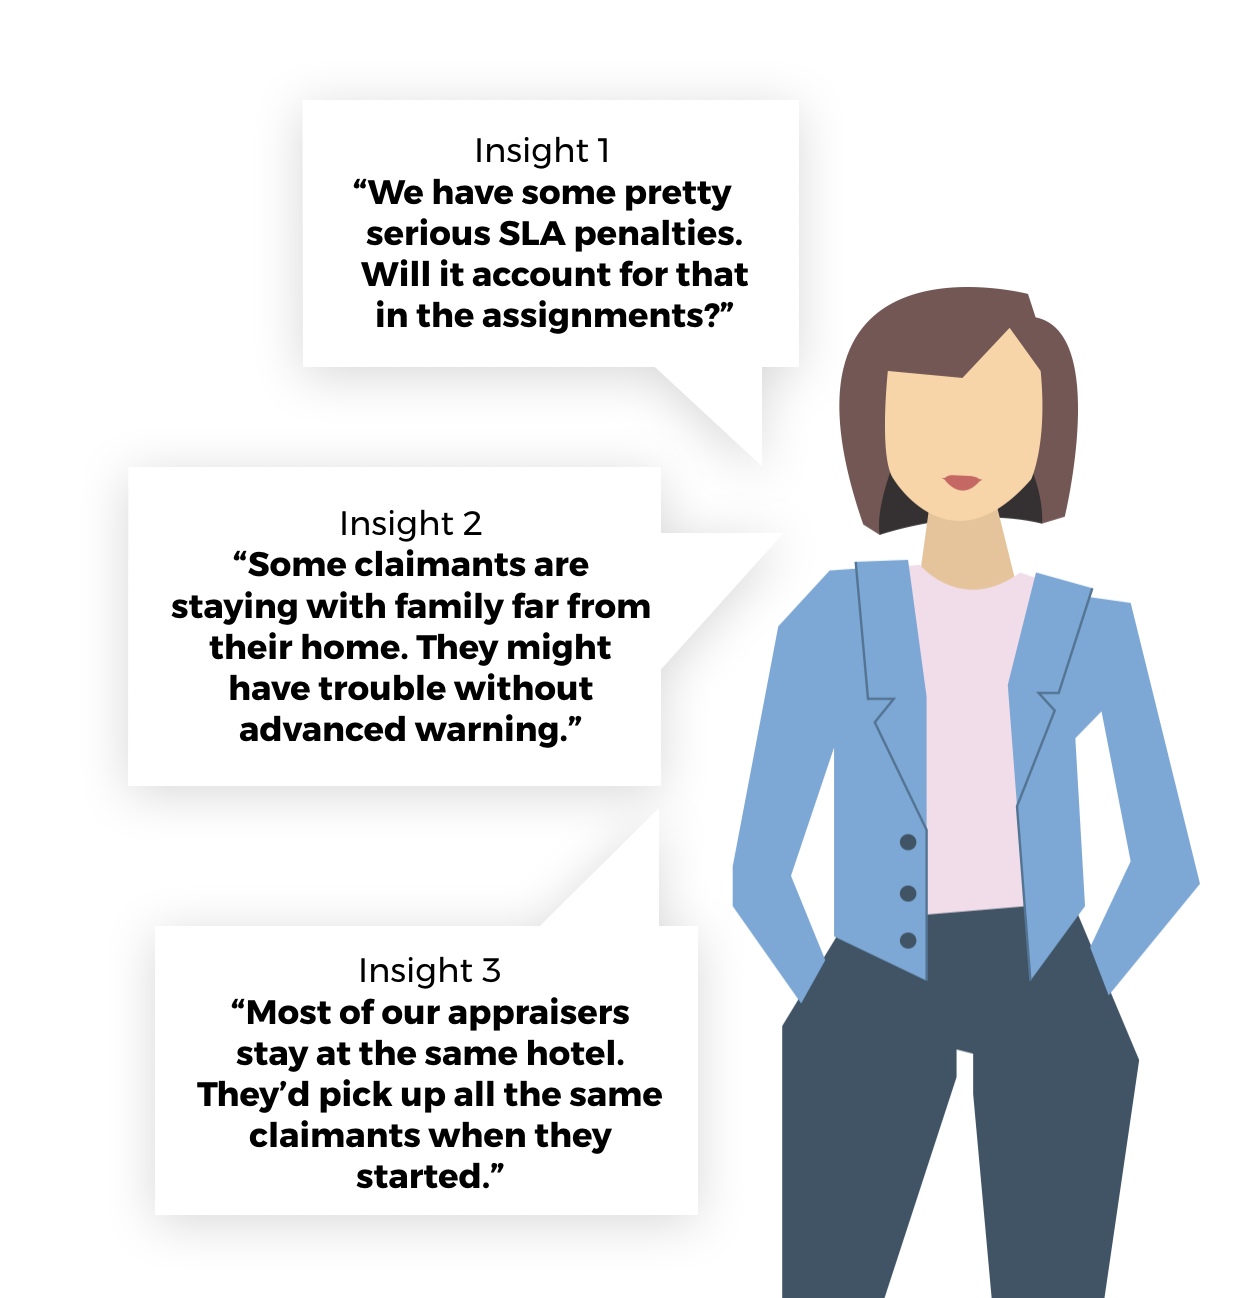 Insight 1
“We have some pretty
serious SLA penalties.
Will it account for that
in the assignments?”
Insight 2
“Some claimants are
staying with family far from
their home. They might
have trouble without
advanced warning.”
Insight 3
“Most of our appraisers
stay at the same hotel.
They’d pick up all the same
claimants when they
started.”